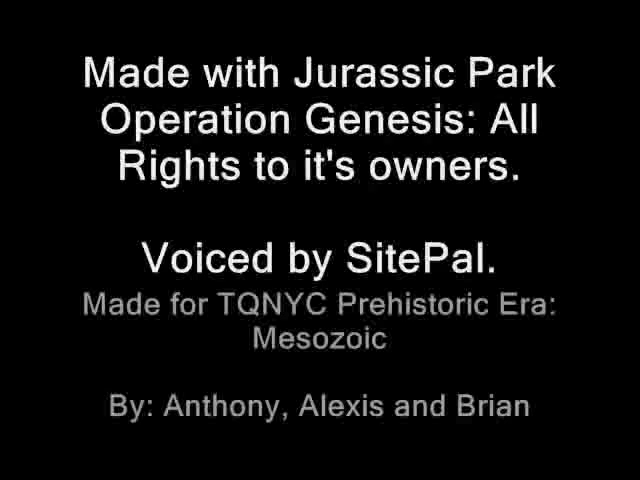 Made with Jurassic Park
Operation Genesis: All
Rights to it's owners.
Voiced by SitePal.
Made for TQNYC Prehistoric Era:
Mesozoic
By: Anthony, Alexis and Brian